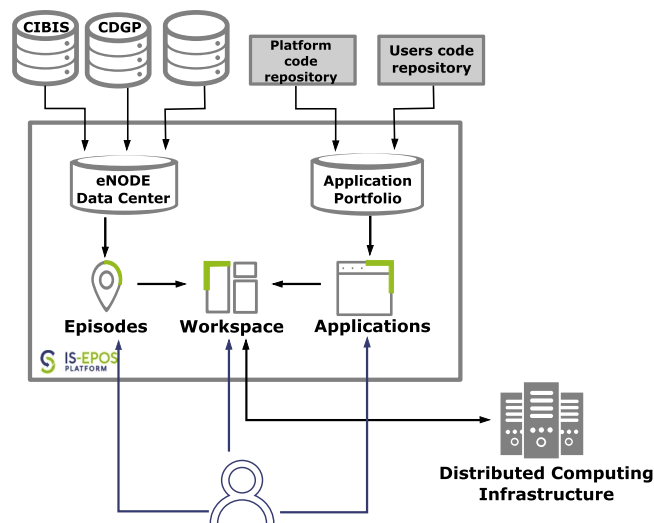 CIBIS
CDGP
Platform
code
repository
Users code
repository
eNODE
Data Center
Application
Portfolio
Episodes
Workspace
Applications
IS-EPOS
PLATFORM
Distributed Computing
Infrastructure